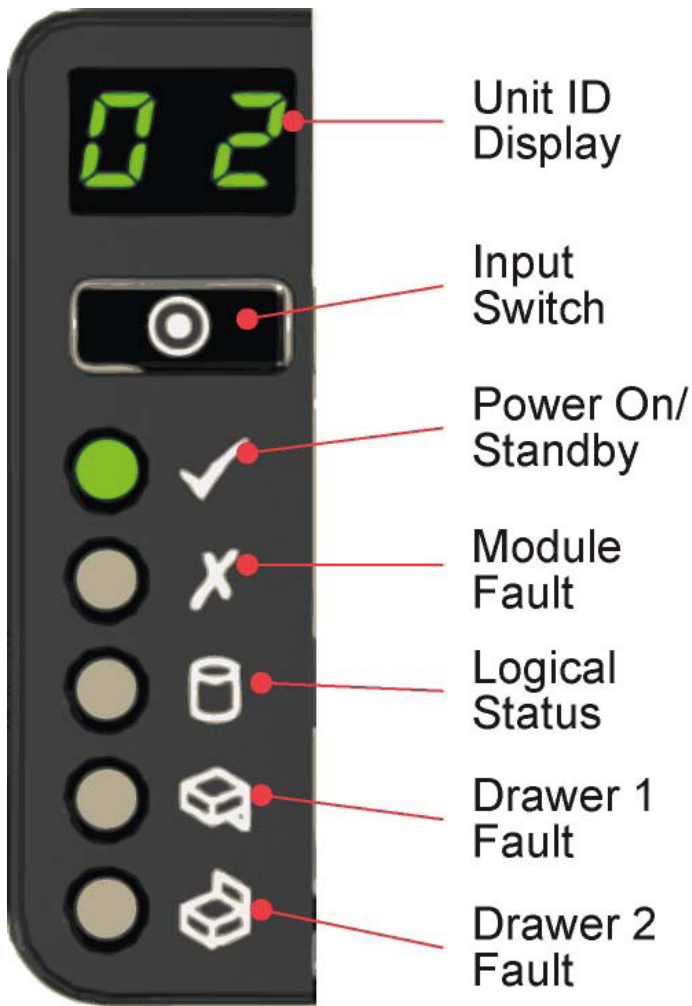 02
Unit ID
Display
Input
Switch
Power On/
Standby
Module
Fault
Logical
Status
Drawer 1
Fault
Drawer 2
Fault